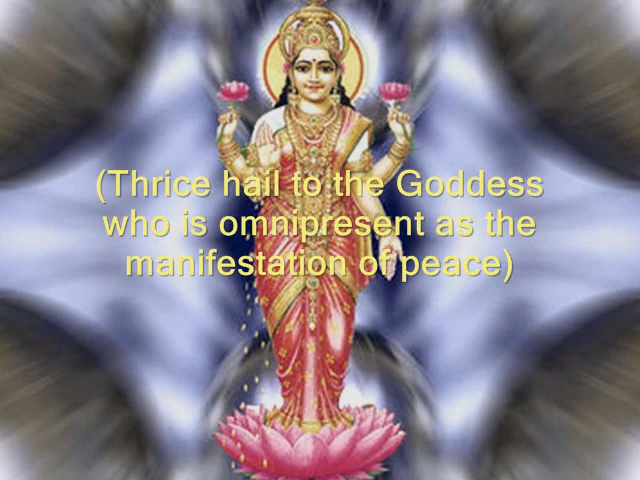 (Thrice hail to the Goddess
who is omnipresent as the
manifestation of peace)